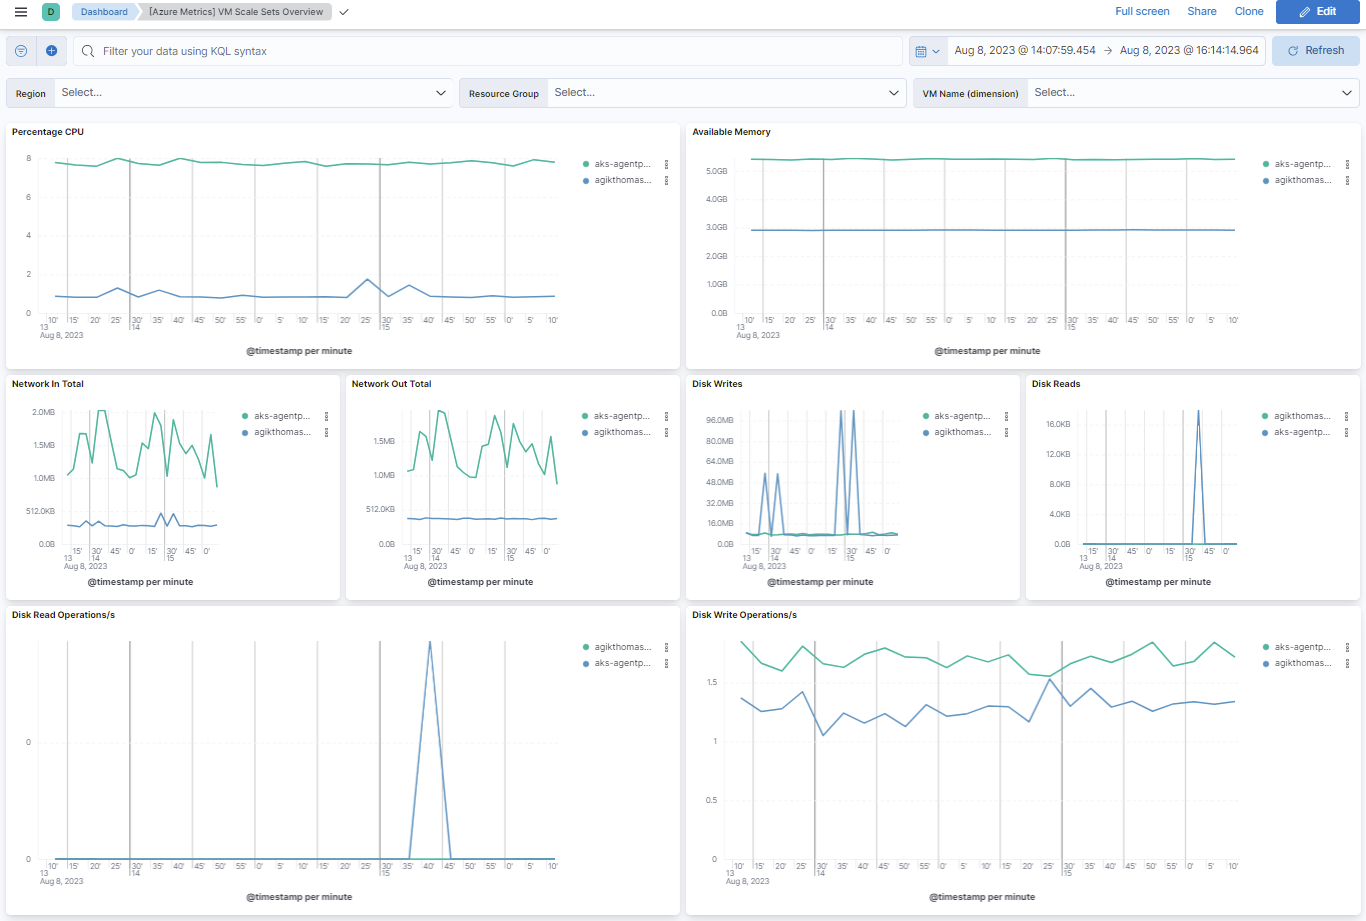 D Dashboard [Azure Metrics] VM Scale Sets Overview Full screen Share Clone Edit
Filter your data using KQL syntax Aug 8, 2023 @ 14:07:59.454 → Aug 8, 2023 @ 16:14:14.964 Refresh
Region Select... Resource Group Select... VM Name (dimension) Select...
Percentage CPU
8
6
4
2
0
10' 15' 20' 25' 30' 35' 40' 45' 50' 55' 0' 5' 10' 15' 20' 25' 30' 35' 40' 45' 50' 55' 0' 5' 10'
13 14 15
Aug 8, 2023
@timestamp per minute
aks-agentp...
agikthomas...
Available Memory
5.0GB
4.0GB
3.0GB
2.0GB
1.0GB
0.0B
10' 15' 20' 25' 30' 35' 40' 45' 50' 55' 0' 5' 10' 15' 20' 25' 30' 35' 40' 45' 50' 55' 0' 5' 10'
13 14 15
Aug 8, 2023
@timestamp per minute
aks-agentp...
agikthomas...
Network In Total
2.0MB
1.5MB
1.0MB
512.0KB
0.0B
15' 30' 45' 0' 15' 30' 45' 0'
13 14 15
Aug 8, 2023
@timestamp per minute
aks-agentp...
agikthomas...
Network Out Total
1.5MB
1.0MB
512.0KB
0.0B
15' 30' 45' 0' 15' 30' 45' 0'
13 14 15
Aug 8, 2023
@timestamp per minute
aks-agentp...
agikthomas...
Disk Writes
96.0MB
80.0MB
64.0MB
48.0MB
32.0MB
16.0MB
0.0B
15' 30' 45' 0' 15' 30' 45' 0'
13 14 15
Aug 8, 2023
@timestamp per minute
aks-agentp...
agikthomas...
Disk Reads
16.0KB
12.0KB
8.0KB
4.0KB
0.0B
15' 30' 45' 0' 15' 30' 45' 0'
13 14 15
Aug 8, 2023
@timestamp per minute
agikthomas...
aks-agentp...
Disk Read Operations/s
0
0
10' 15' 20' 25' 30' 35' 40' 45' 50' 55' 0' 5' 10' 15' 20' 25' 30' 35' 40' 45' 50' 55' 0' 5' 10'
13 14 15
Aug 8, 2023
@timestamp per minute
agikthomas...
aks-agentp...
Disk Write Operations/s
1.5
1
0.5
0
10' 15' 20' 25' 30' 35' 40' 45' 50' 55' 0' 5' 10' 15' 20' 25' 30' 35' 40' 45' 50' 55' 0' 5' 10'
13 14 15
Aug 8, 2023
@timestamp per minute
aks-agentp...
agikthomas...